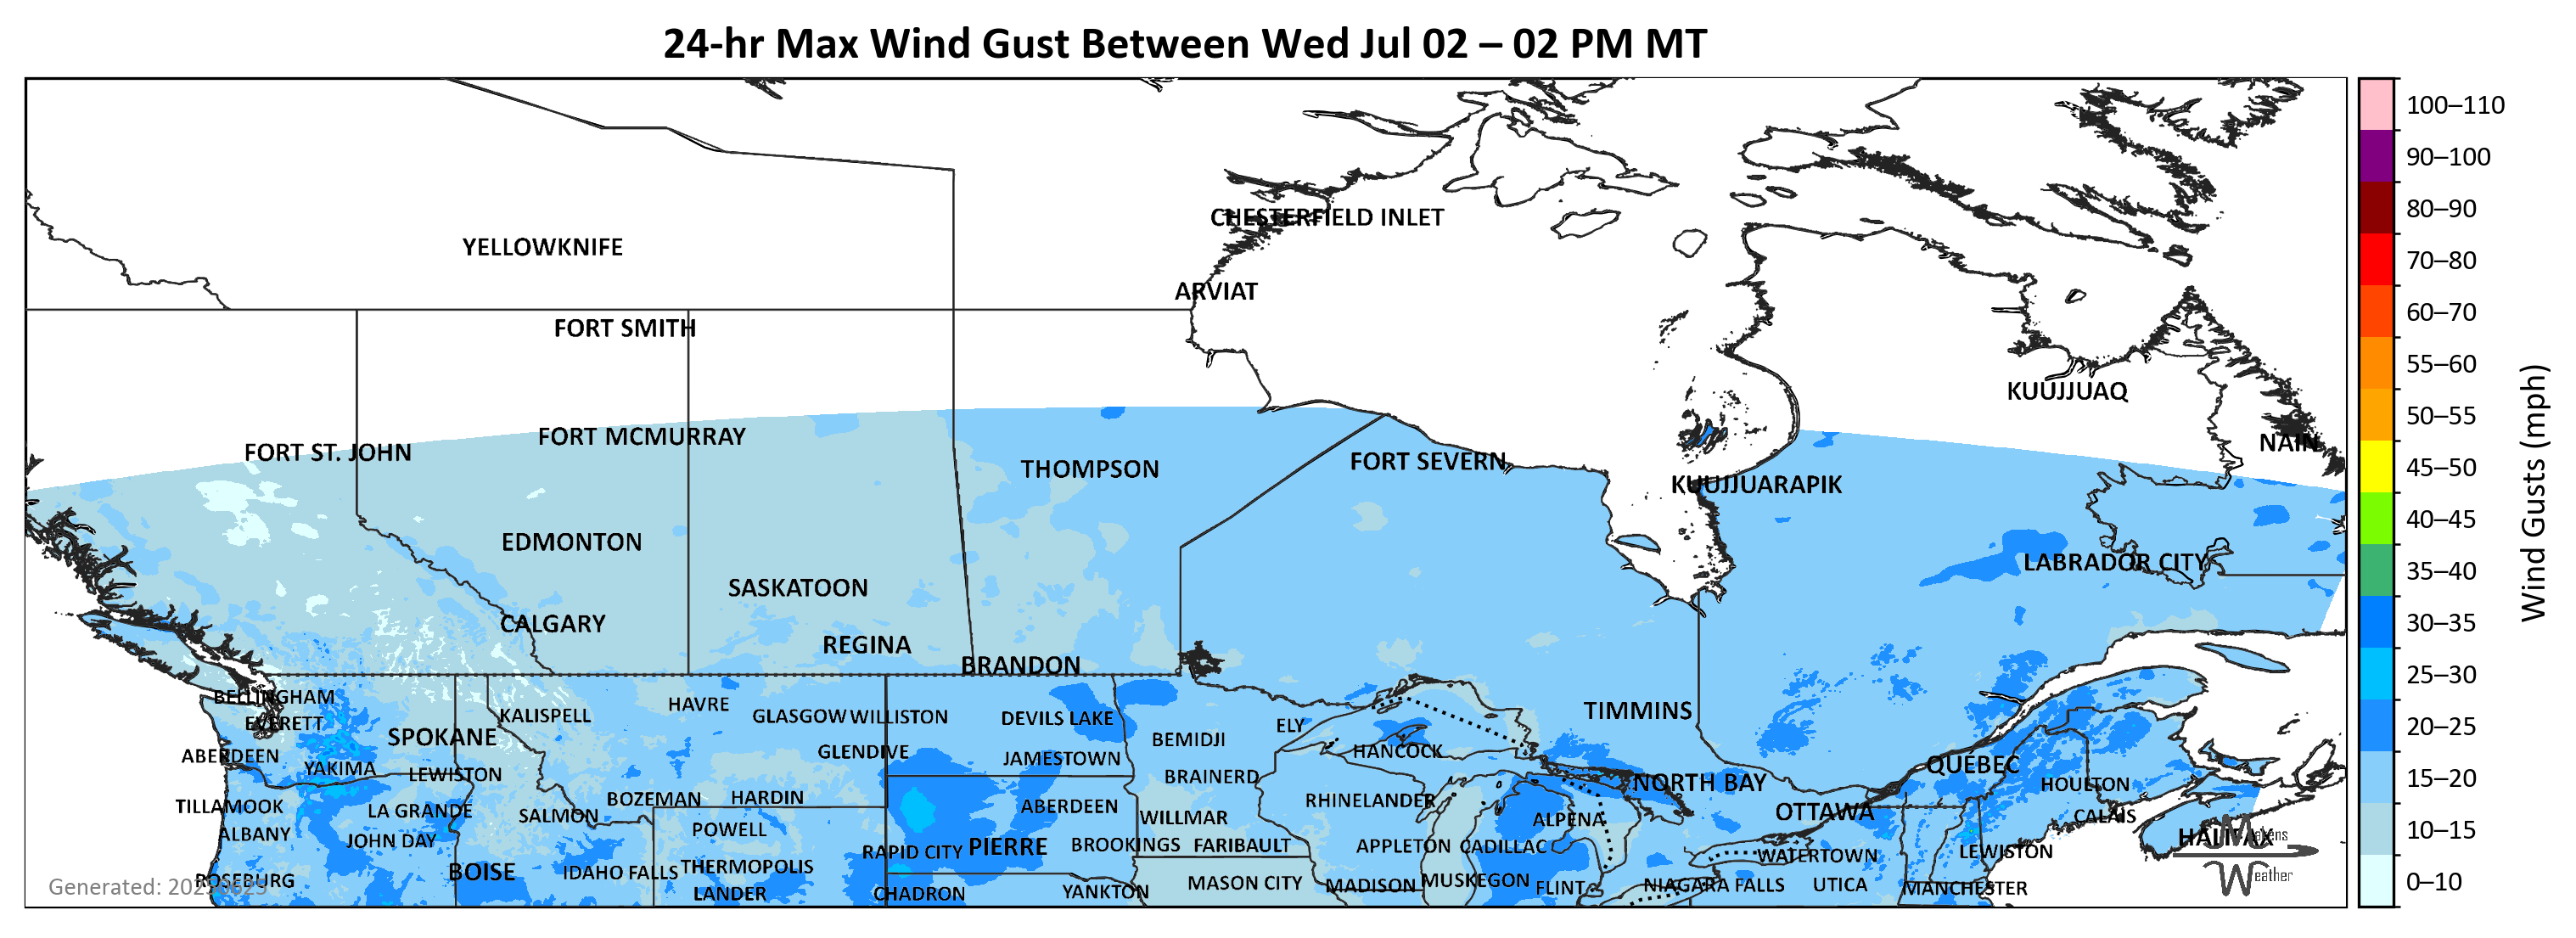 24-hr Max Wind Gust Between Wed Jul 02 – 02 PM MT
100–110
90–100
80–90
70–80
60–70
55–60
50–55
45–50
40–45
35–40
30–35
25–30
20–25
15–20
10–15
0–10
Wind Gusts (mph)
CHESTERFIELD INLET
YELLOWKNIFE
ARVIAT
FORT SMITH
KUUJJUAQ
FORT MCMURRAY
NAIN
FORT ST. JOHN
FORT SEVERN
THOMPSON
KUUJJUARAPIK
EDMONTON
LABRADOR CITY
SASKATOON
CALGARY
REGINA
BRANDON
BELLINGHAM
HAVRE
TIMMINS
KALISPELL
GLASGOW
WILLISTON
DEVILS LAKE
EVERETT
ELY
SPOKANE
BEMIDJI
GLENDIVE
HANCOCK
ABERDEEN
JAMESTOWN
QUEBEC
YAKIMA
LEWISTON
BRAINERD
NORTH BAY
HOULTON
BOZEMAN
HARDIN
RHINELANDER
TILLAMOOK
ABERDEEN
LA GRANDE
OTTAWA
SALMON
CALAIS
WILLMAR
ALPENA
POWELL
ALBANY
HALIFAX
JOHN DAY
BROOKINGS
FARIBAULT
APPLETON
CADILLAC
PIERRE
RAPID CITY
LEWISTON
WATERTOWN
THERMOPOLIS
BOISE
IDAHO FALLS
ROSEBURG
MUSKEGON
MASON CITY
MADISON
NIAGARA FALLS
UTICA
FLINT
MANCHESTER
YANKTON
LANDER
CHADRON
Weather